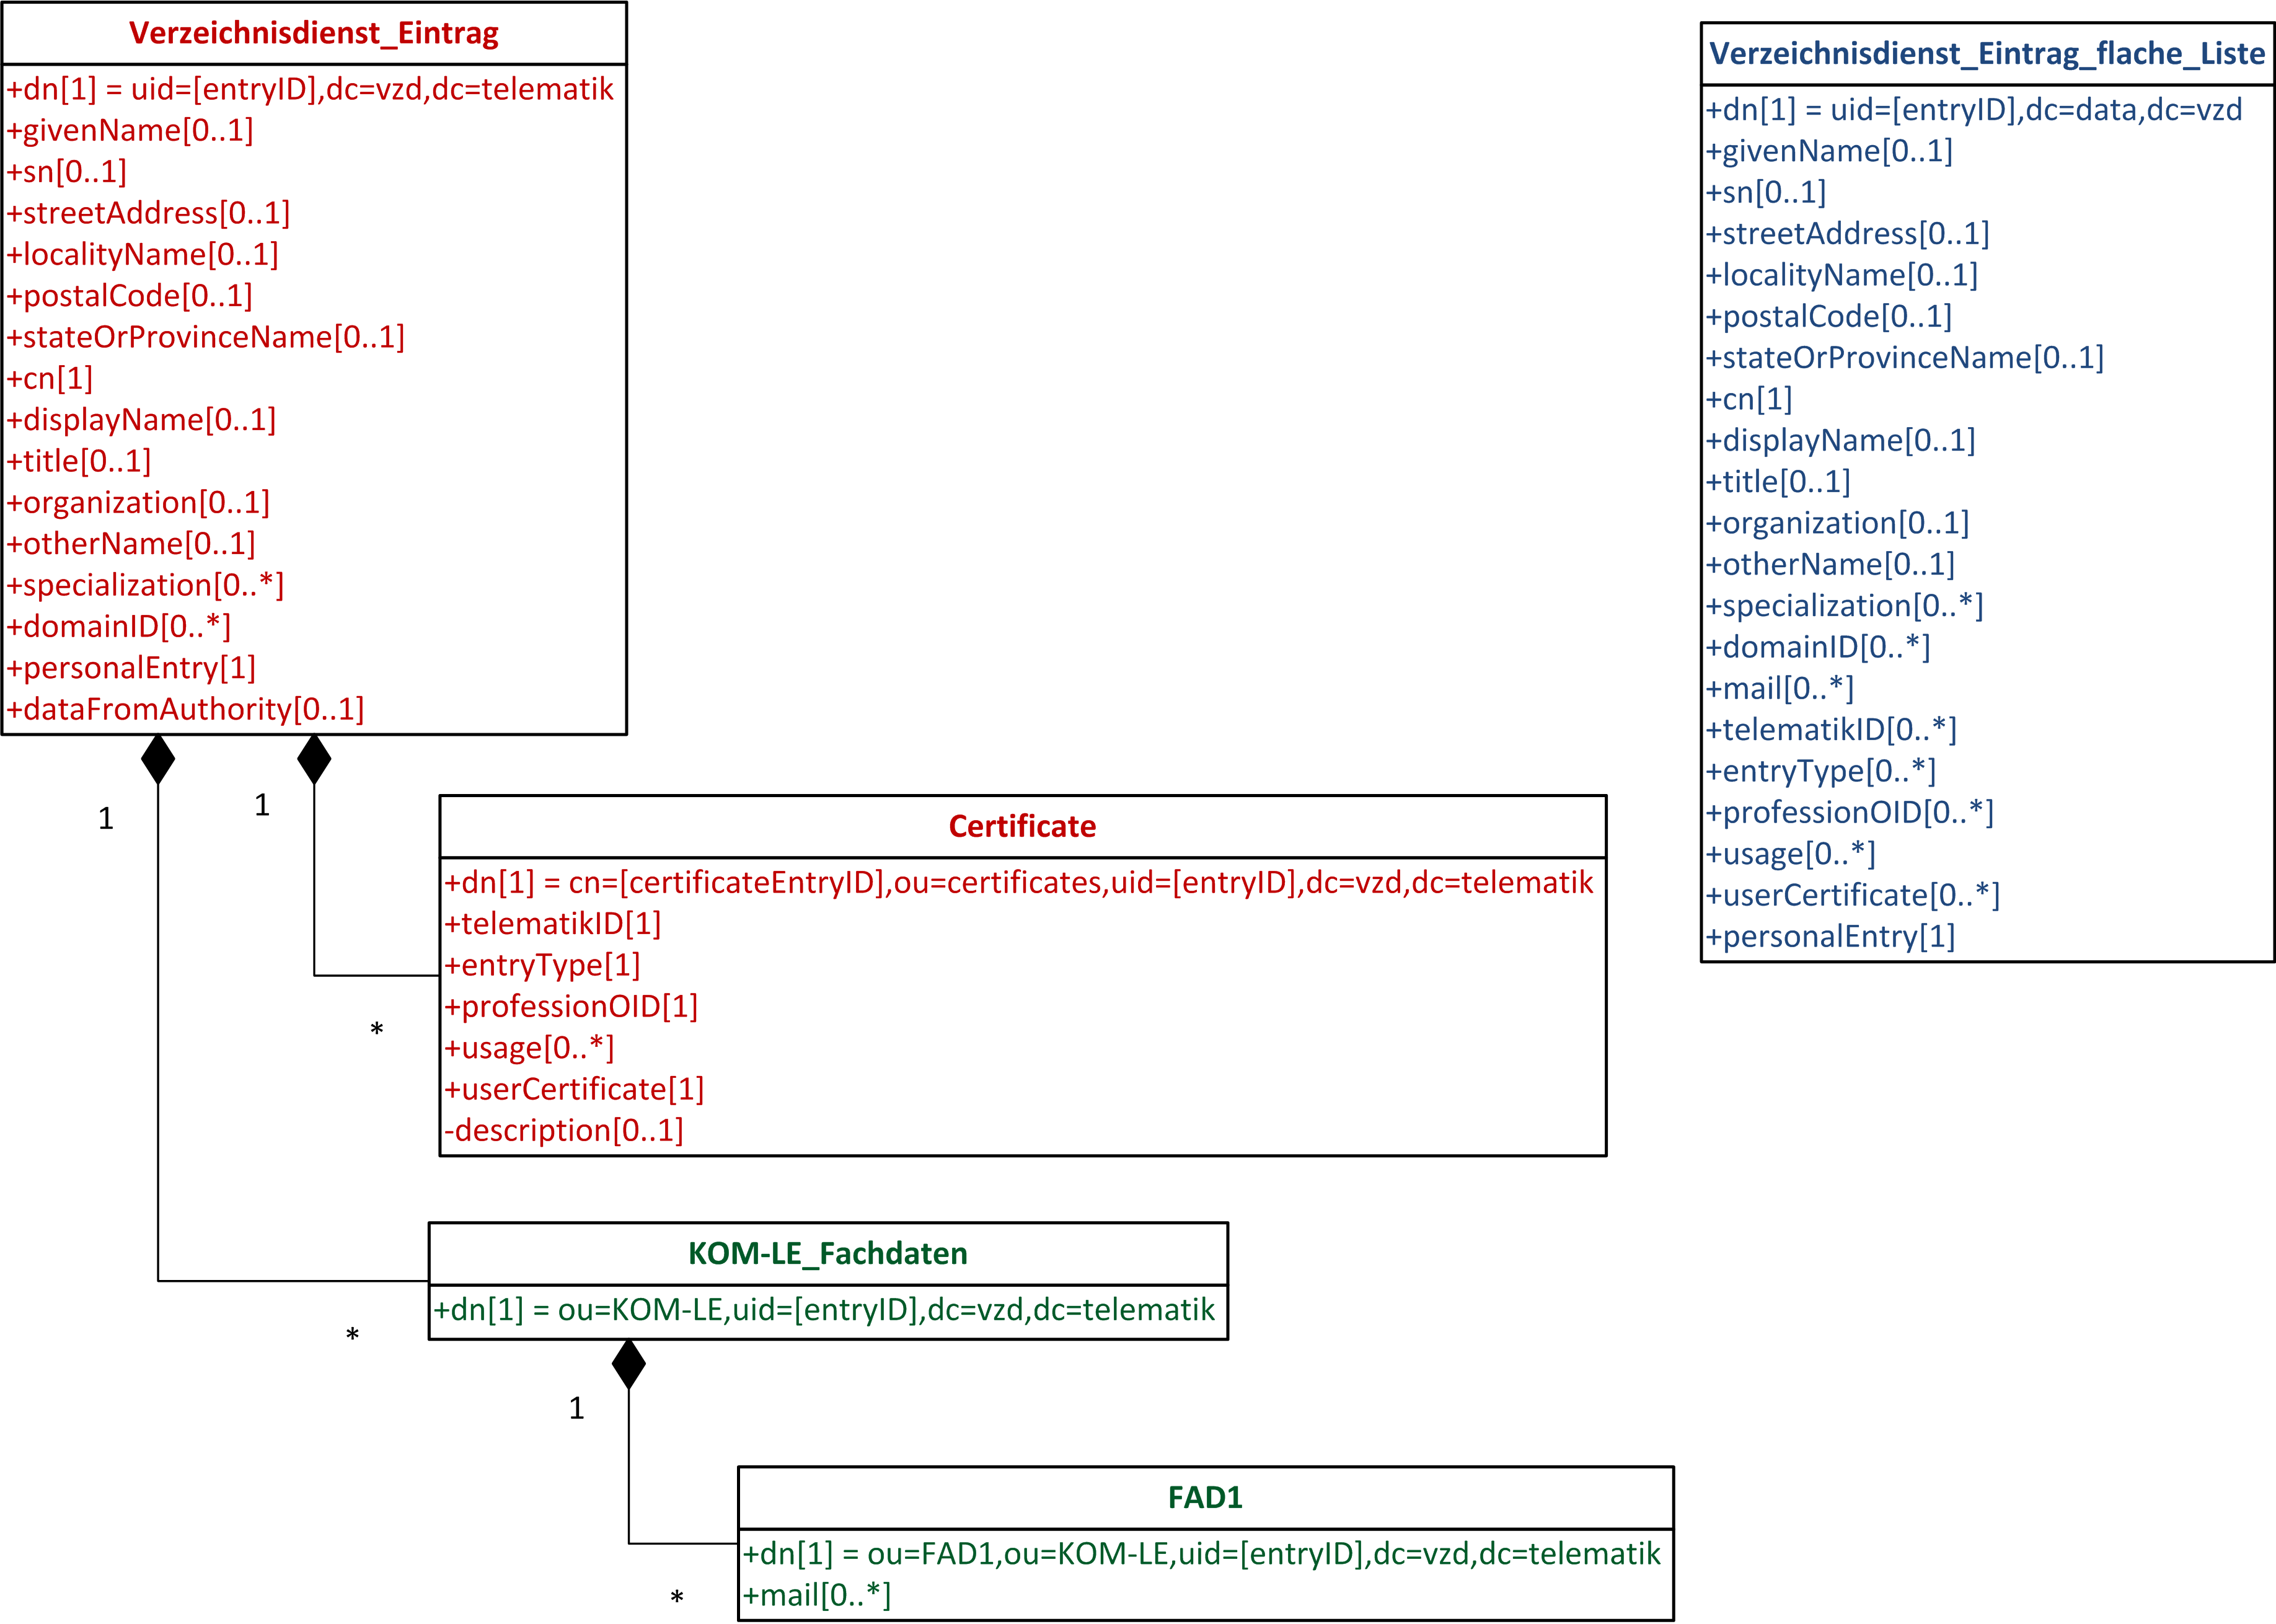 Verzeichnisdienst_Eintrag
+dn[1] = uid=[entryID],dc=vzd,dc=telematik
+givenName[0..1]
+sn[0..1]
+streetAddress[0..1]
+localityName[0..1]
+postalCode[0..1]
+stateOrProvinceName[0..1]
+cn[1]
+displayName[0..1]
+title[0..1]
+organization[0..1]
+otherName[0..1]
+specialization[0..*]
+domainID[0..*]
+personalEntry[1]
+dataFromAuthority[0..1]
1
1
Certificate
+dn[1] = cn=[certificateEntryID],ou=certificates,uid=[entryID],dc=vzd,dc=telematik
+telematikID[1]
+entryType[1]
+professionOID[1]
+usage[0..*]
+userCertificate[1]
-description[0..1]
*
KOM-LE_Fachdaten
+dn[1] = ou=KOM-LE,uid=[entryID],dc=vzd,dc=telematik
*
1
FAD1
+dn[1] = ou=FAD1,ou=KOM-LE,uid=[entryID],dc=vzd,dc=telematik
+mail[0..*]
*
Verzeichnisdienst_Eintrag_flache_Liste
+dn[1] = uid=[entryID],dc=data,dc=vzd
+givenName[0..1]
+sn[0..1]
+streetAddress[0..1]
+localityName[0..1]
+postalCode[0..1]
+stateOrProvinceName[0..1]
+cn[1]
+displayName[0..1]
+title[0..1]
+organization[0..1]
+otherName[0..1]
+specialization[0..*]
+domainID[0..*]
+mail[0..*]
+telematikID[0..*]
+entryType[0..*]
+professionOID[0..*]
+usage[0..*]
+userCertificate[0..*]
+personalEntry[1]